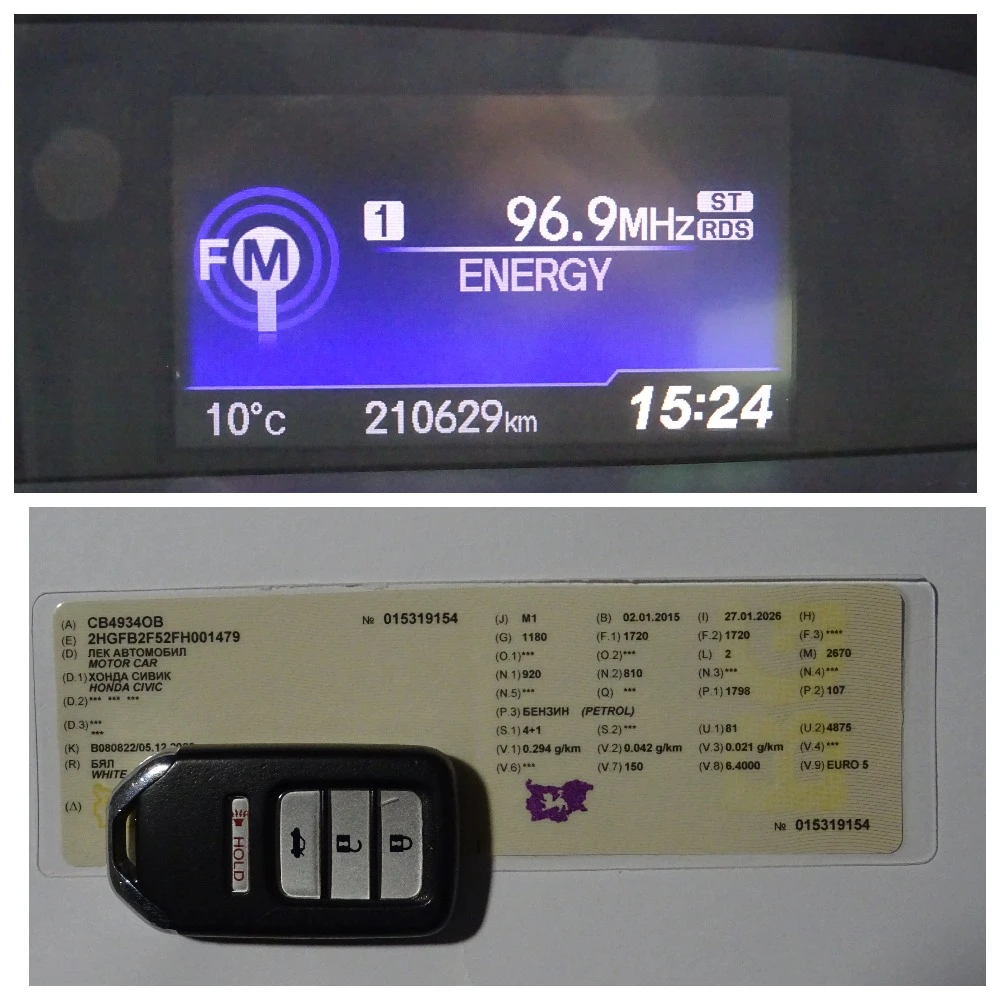 FM 1 96.9MHz ST
RDS
ENERGY
10°C 210629km 15:24
(A) CB4934OB № 015319154
(E) 2HGFB2F52FH001479
(D) ЛЕК АВТОМОБИЛ
MOTOR CAR
(D.1) ХОНДА СИВИК
HONDA CIVIC
(D.2) *** *** ***
(D.3) ***
***
(K) B080822/05.12
(R) БЯЛ
WHITE
(Δ)
(J) M1 (B) 02.01.2015 (I) 27.01.2026 (H)
(G) 1180 (F.1) 1720 (F.2) 1720 (F.3) ****
(O.1) *** (O.2) *** (L) 2 (M) 2670
(N.1) 920 (N.2) 810 (N.3) *** (N.4) ***
(N.5) *** (Q) *** (P.1) 1798 (P.2) 107
(P.3) БЕНЗИН (PETROL)
(S.1) 4+1 (S.2) *** (U.1) 81 (U.2) 4875
(V.1) 0.294 g/km (V.2) 0.042 g/km (V.3) 0.021 g/km (V.4) ***
(V.6) *** (V.7) 150 (V.8) 6.4000 (V.9) EURO 5
№ 015319154
HOLD